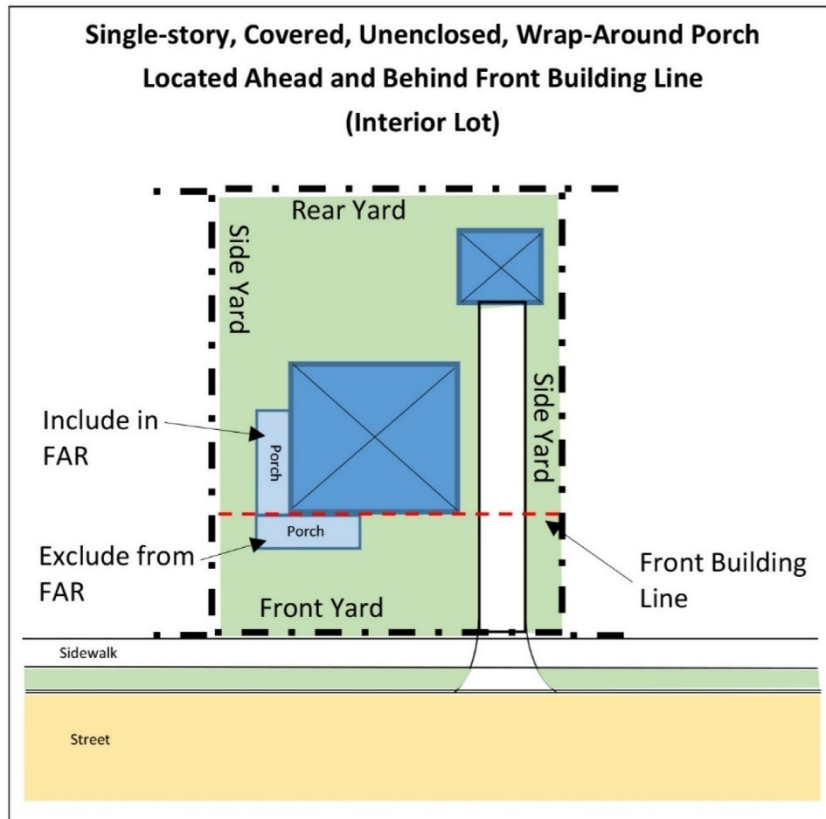 Single-story, Covered, Unenclosed, Wrap-Around Porch
Located Ahead and Behind Front Building Line
(Interior Lot)
Rear Yard
Side Yard
Side Yard
Include in
FAR
Porch
Porch
Exclude from
FAR
Front Building
Line
Front Yard
Sidewalk
Street